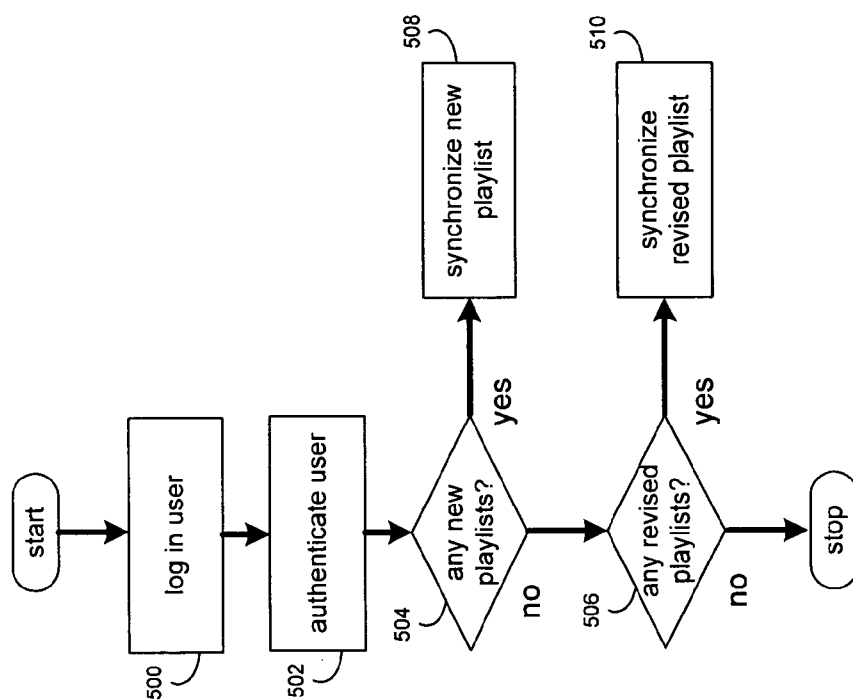 start
log in user
500
authenticate user
502
any new
playlists?
504
yes
synchronize new
playlist
508
no
any revised
playlists?
506
yes
synchronize
revised playlist
510
no
stop